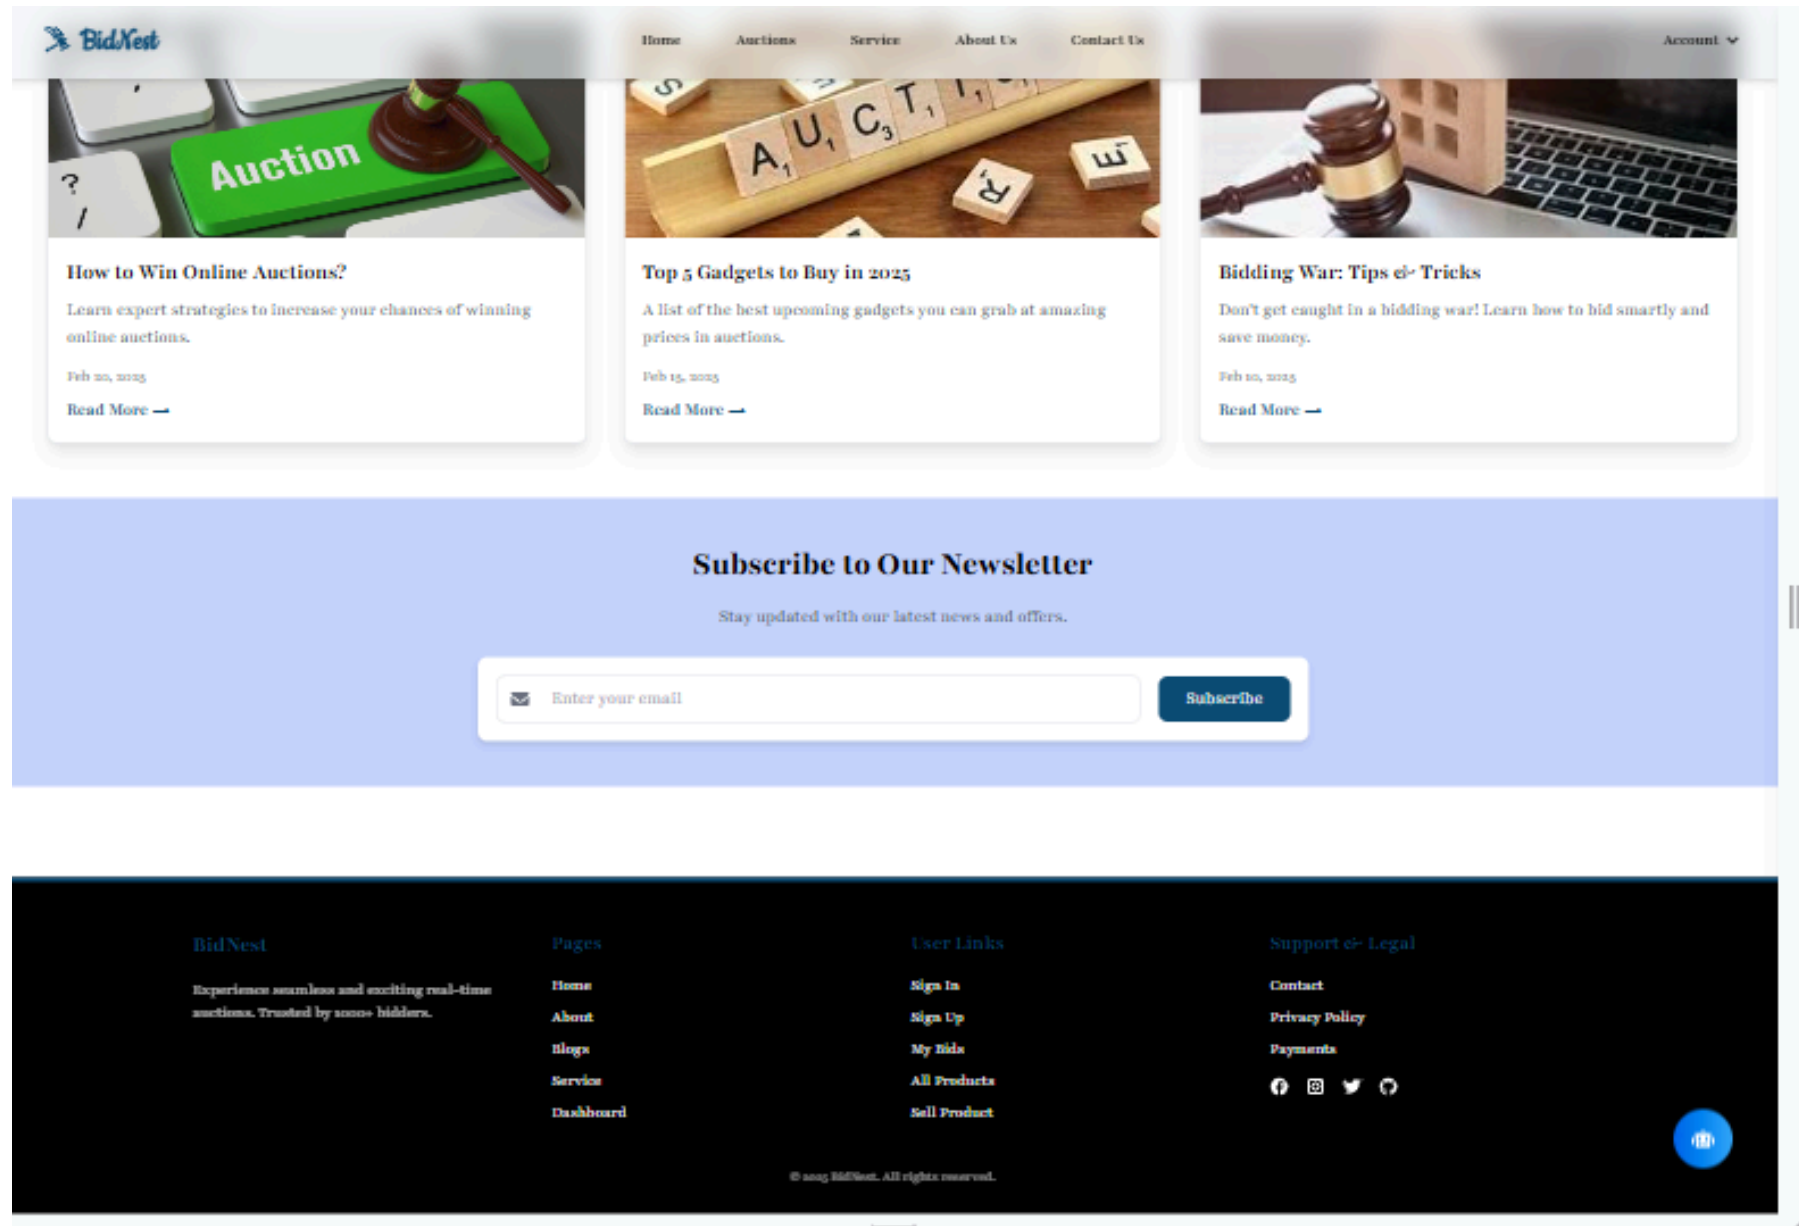 BidNest
Home Auctions Service About Us Contact Us
Account
Auction
?
/
A1 U1 C3 T1 I1
S
R
E
How to Win Online Auctions?
Learn expert strategies to increase your chances of winning
online auctions.
Feb 20, 2025
Read More
Top 5 Gadgets to Buy in 2025
A list of the best upcoming gadgets you can grab at amazing
prices in auctions.
Feb 15, 2025
Read More
Bidding War: Tips & Tricks
Don't get caught in a bidding war! Learn how to bid smartly and
save money.
Feb 10, 2025
Read More
Subscribe to Our Newsletter
Stay updated with our latest news and offers.
Enter your email
Subscribe
BidNest
Experience seamless and exciting real-time
auctions. Trusted by 1000+ bidders.
Pages
Home
About
Blogs
Service
Dashboard
User Links
Sign In
Sign Up
My Bids
All Products
Sell Product
Support & Legal
Contact
Privacy Policy
Payments
© 2025 BidNest. All rights reserved.